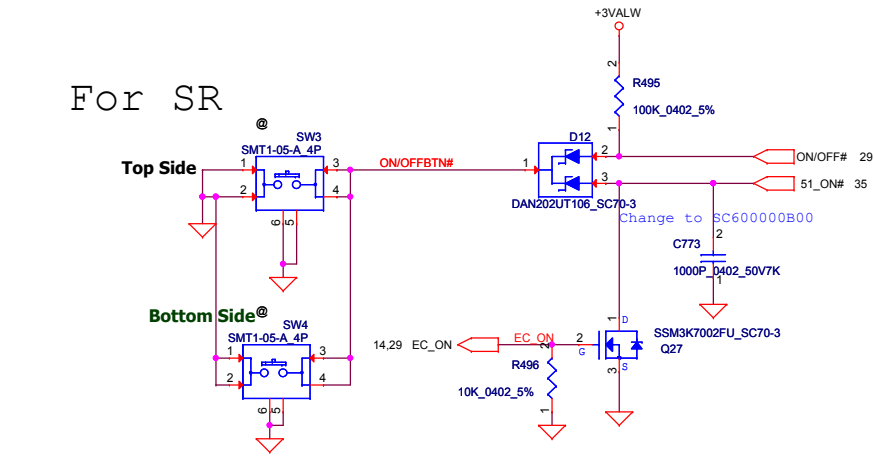 +3VALW
For SR
2
R495
100K_0402_5%
1
@
SW3
SMT1-05-A_4P
D12
Top Side
1
3
ON/OFFBTN#
1
2
ON/OFF# 29
2
4
3
51_ON# 35
DAN202UT106_SC70-3
6
5
Change to SC600000B00
2
C773
1000P_0402_50V7K
1
Bottom Side
@
SW4
SMT1-05-A_4P
1
D
SSM3K7002FU_SC70-3
14,29 EC_ON
EC_ON
2
G
Q27
1
3
2
R496
S
3
2
4
10K_0402_5%
1
6
5